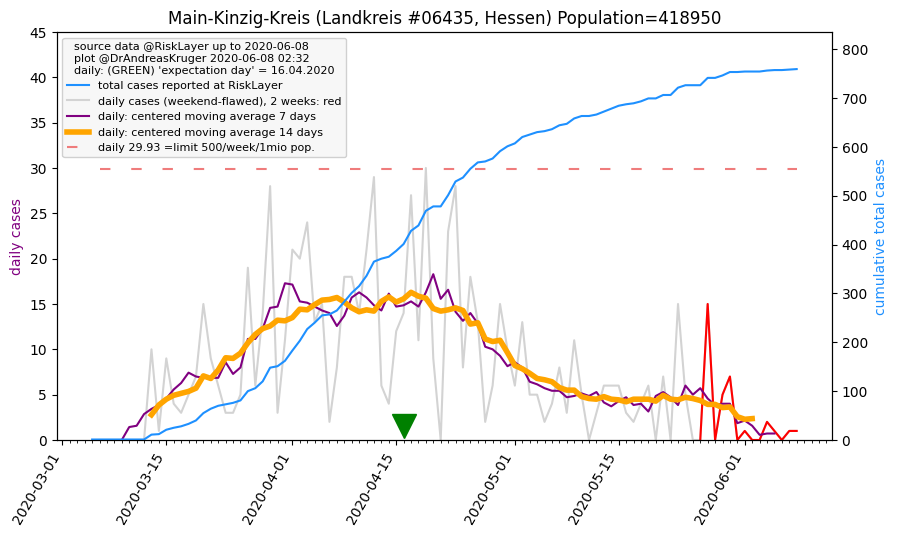 Main-Kinzig-Kreis (Landkreis #06435, Hessen) Population=418950
source data @RiskLayer up to 2020-06-08
plot @DrAndreasKruger 2020-06-08 02:32
daily: (GREEN) 'expectation day' = 16.04.2020
total cases reported at RiskLayer
daily cases (weekend-flawed), 2 weeks: red
daily: centered moving average 7 days
daily: centered moving average 14 days
daily 29.93 =limit 500/week/1mio pop.
daily cases
45
40
35
30
25
20
15
10
5
0
cumulative total cases
800
700
600
500
400
300
200
100
0
2020-03-01
2020-03-15
2020-04-01
2020-04-15
2020-05-01
2020-05-15
2020-06-01